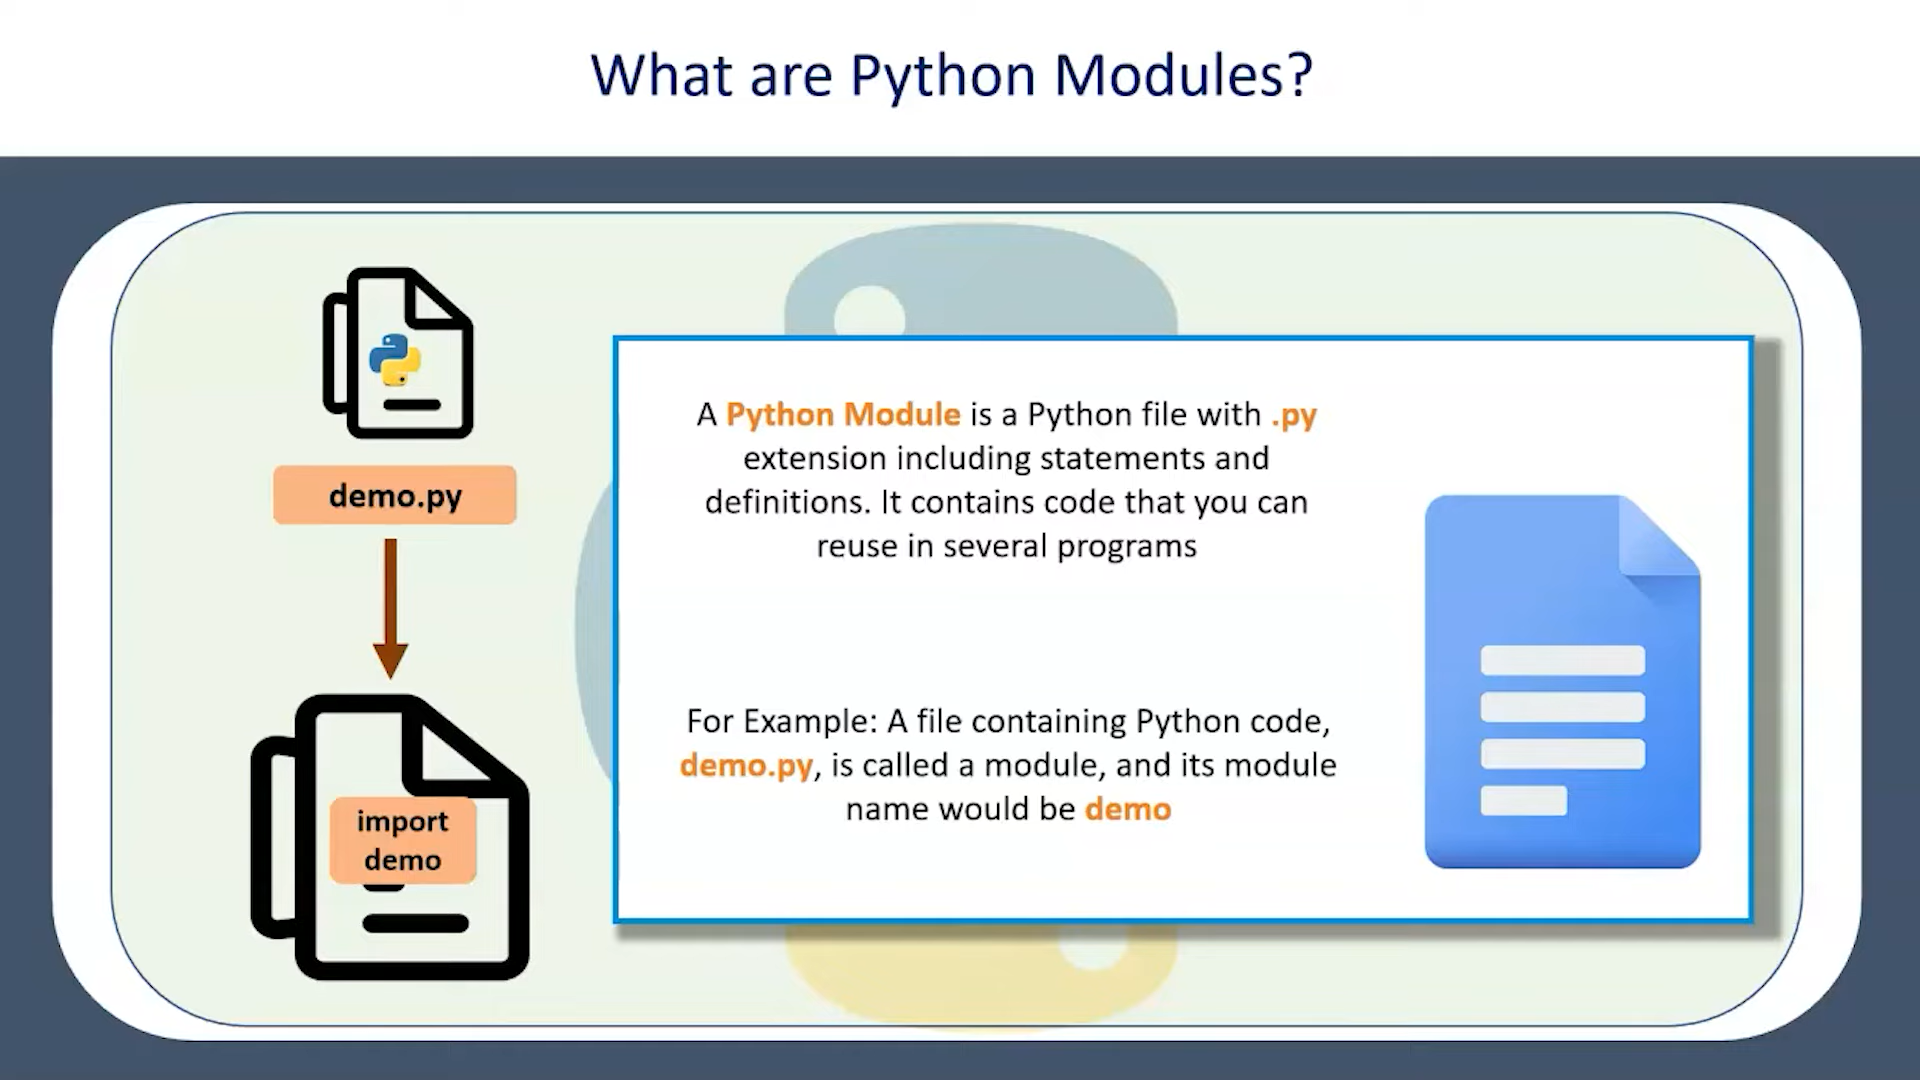 What are Python Modules?
demo.py
import
demo
A Python Module is a Python file with .py
extension including statements and
definitions. It contains code that you can
reuse in several programs
For Example: A file containing Python code,
demo.py, is called a module, and its module
name would be demo